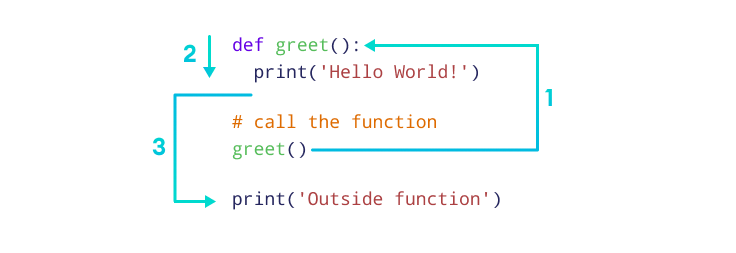 2
def greet():
print('Hello World!')
1
# call the function
3
greet()
print('Outside function')